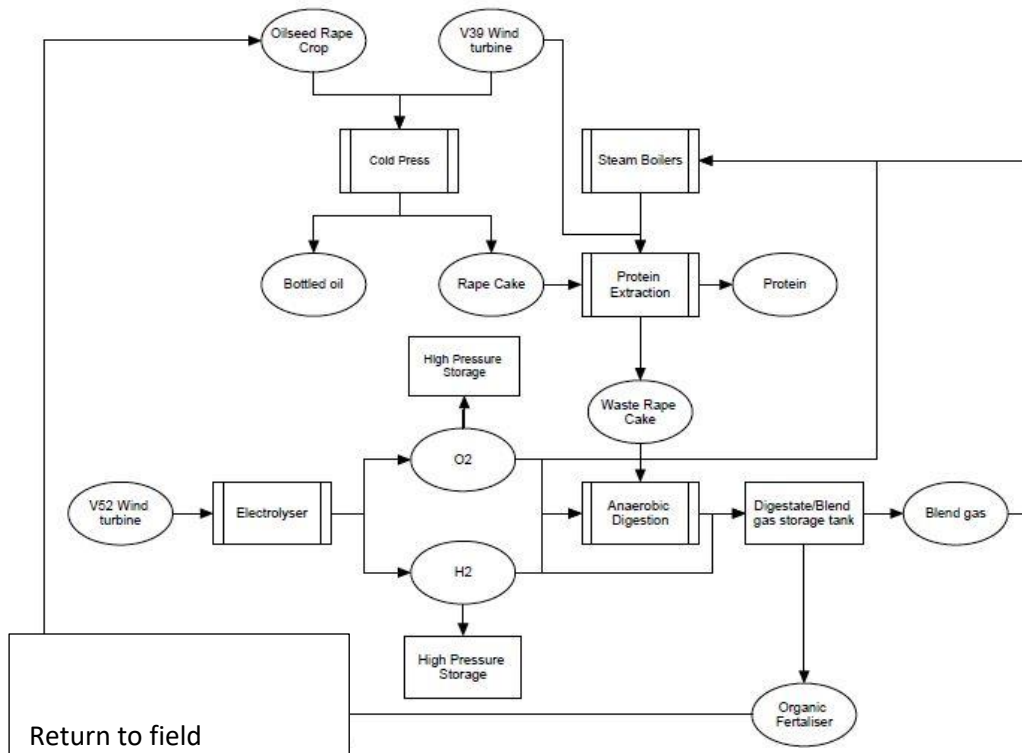 Oilseed Rape
Crop
V39 Wind
turbine
Cold Press
Steam Boilers
Bottled oil
Rape Cake
Protein
Extraction
Protein
High Pressure
Storage
Waste Rape
Cake
O2
V52 Wind
turbine
Electrolyser
Anaerobic
Digestion
Digestate/Blend
gas storage tank
Blend gas
H2
High Pressure
Storage
Organic
Fertaliser
Return to field